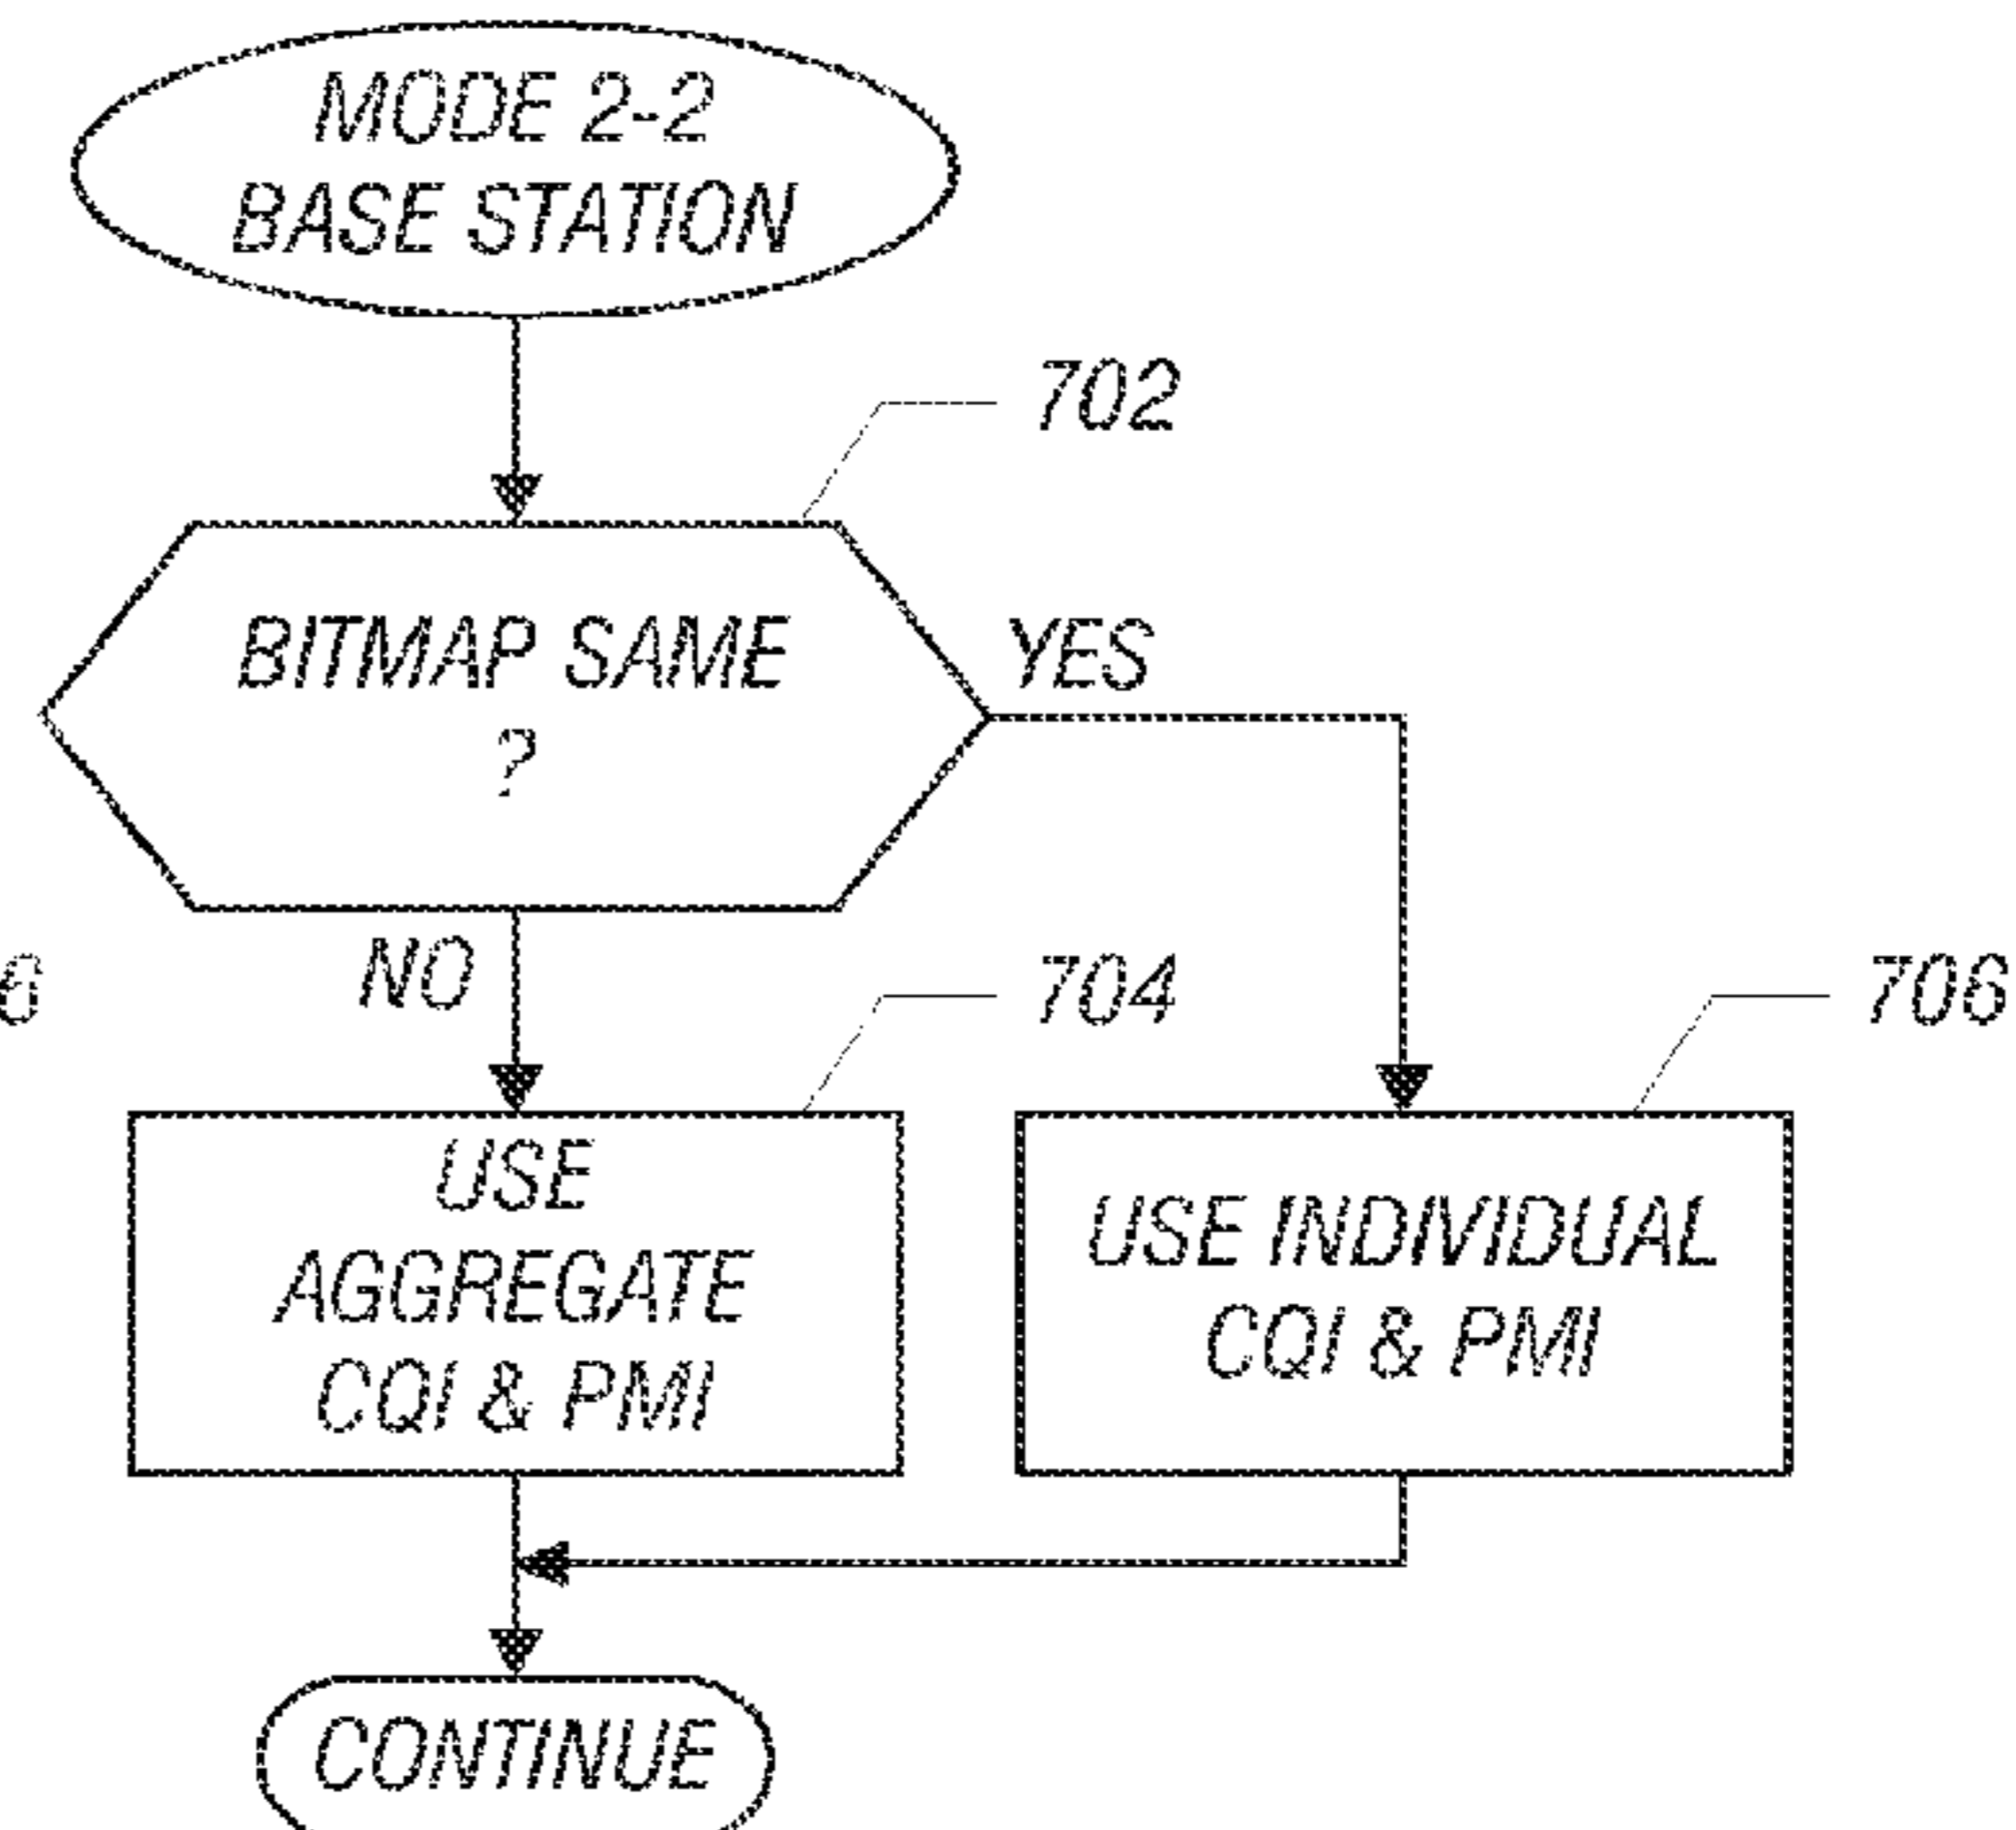 MODE 2-2
BASE STATION
702
BITMAP SAME
?
YES
NO
6
704
706
USE
AGGREGATE
CQI & PMI
USE INDIVIDUAL
CQI & PMI
CONTINUE